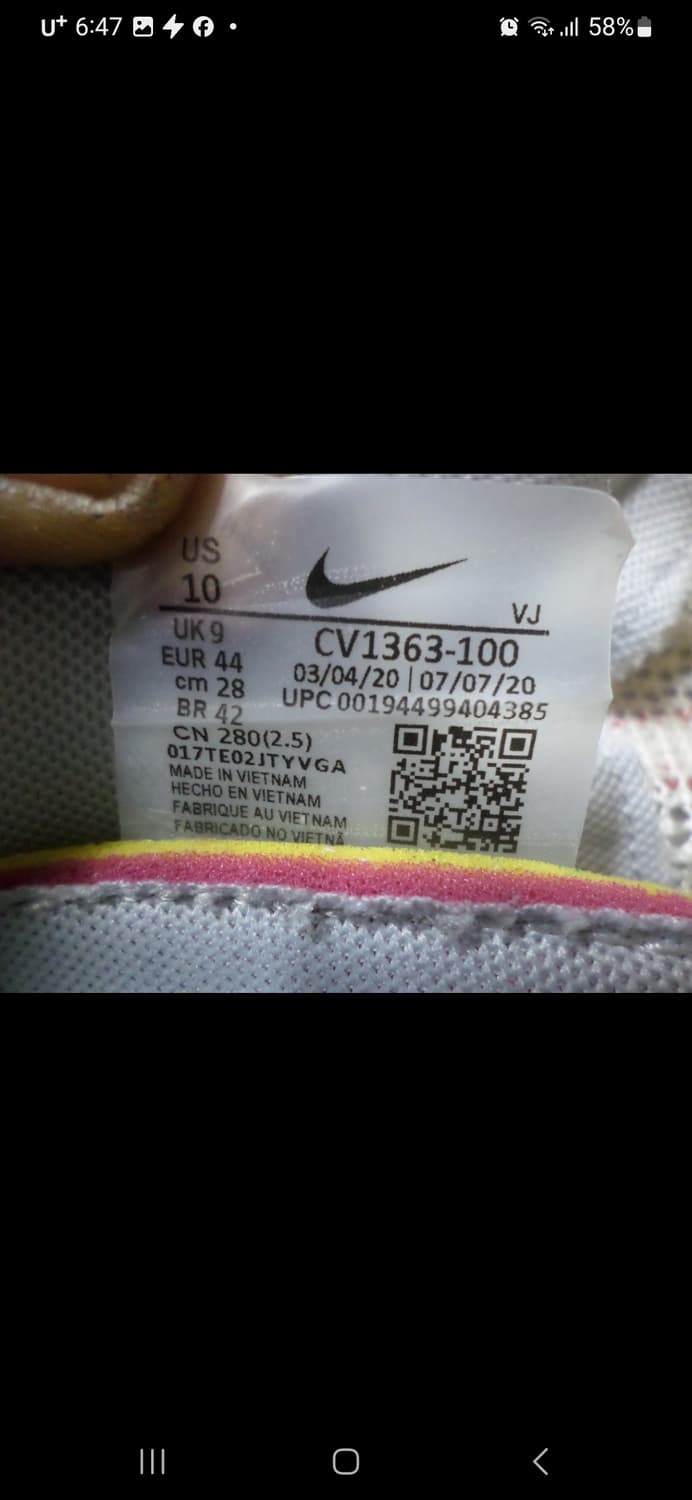 U+ 6:47
58%
US
10
VJ
UK 9
CV1363-100
EUR 44
03/04/20 | 07/07/20
cm 28
UPC 00194499404385
BR 42
CN 280(2.5)
017TE02JTYVGA
MADE IN VIETNAM
HECHO EN VIETNAM
FABRIQUE AU VIETNAM
FABRICADO NO VIETNÃ